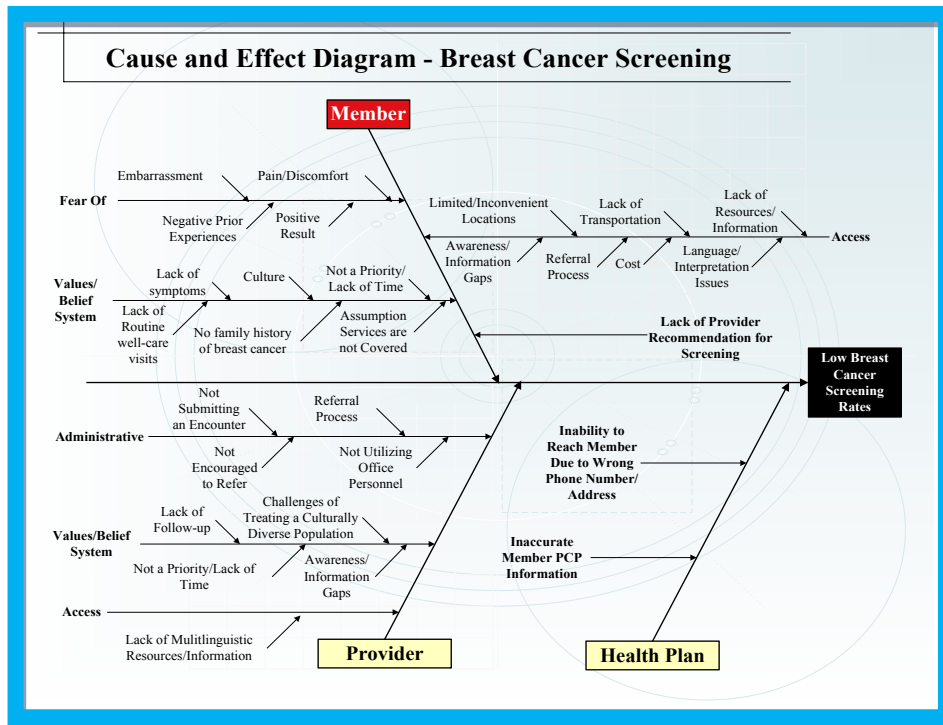 Cause and Effect Diagram - Breast Cancer Screening
Member
Embarrassment
Pain/Discomfort
Fear Of
Negative Prior
Experiences
Positive
Result
Limited/Inconvenient
Locations
Lack of
Transportation
Lack of
Resources/
Information
Access
Awareness/
Information
Gaps
Referral
Process
Cost
Language/
Interpretation
Issues
Values/
Belief
System
Lack of
symptoms
Culture
Not a Priority/
Lack of Time
Lack of
Routine
well-care
visits
No family history
of breast cancer
Assumption
Services are
not Covered
Lack of Provider
Recommendation for
Screening
Low Breast
Cancer
Screening
Rates
Not
Submitting
an Encounter
Referral
Process
Administrative
Not
Encouraged
to Refer
Not Utilizing
Office
Personnel
Inability to
Reach Member
Due to Wrong
Phone Number/
Address
Lack of
Follow-up
Challenges of
Treating a Culturally
Diverse Population
Values/Belief
System
Not a Priority/Lack of
Time
Awareness/
Information
Gaps
Inaccurate
Member PCP
Information
Access
Lack of Mulitlinguistic
Resources/Information
Provider
Health Plan